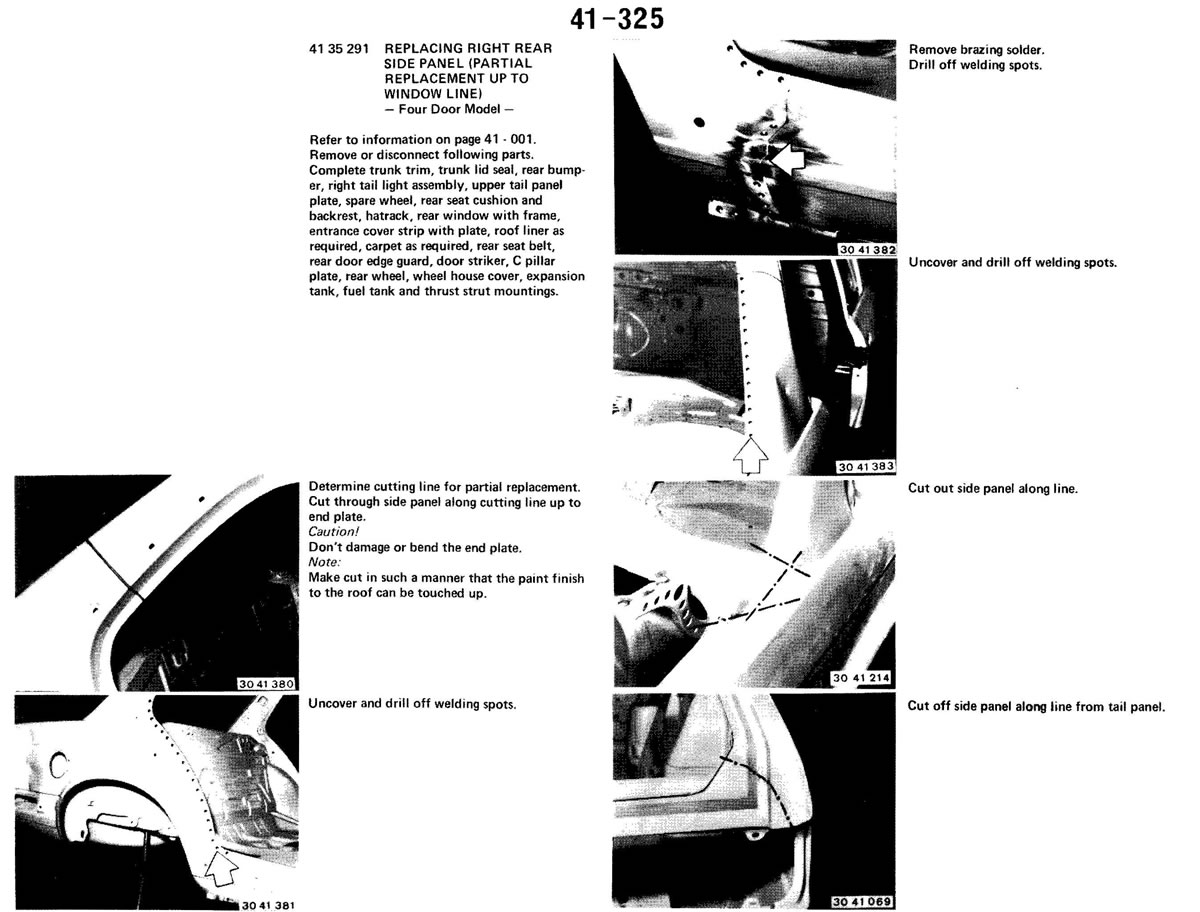 41-325
41 35 291 REPLACING RIGHT REAR
SIDE PANEL (PARTIAL
REPLACEMENT UP TO
WINDOW LINE)
— Four Door Model —
Refer to information on page 41 - 001.
Remove or disconnect following parts.
Complete trunk trim, trunk lid seal, rear bump-
er, right tail light assembly, upper tail panel
plate, spare wheel, rear seat cushion and
backrest, hatrack, rear window with frame,
entrance cover strip with plate, roof liner as
required, carpet as required, rear seat belt,
rear door edge guard, door striker, C pillar
plate, rear wheel, wheel house cover, expansion
tank, fuel tank and thrust strut mountings.
Determine cutting line for partial replacement.
Cut through side panel along cutting line up to
end plate.
Caution!
Don't damage or bend the end plate.
Note:
Make cut in such a manner that the paint finish
to the roof can be touched up.
30 41 380
Uncover and drill off welding spots.
30 41 381
Remove brazing solder.
Drill off welding spots.
30 41 382
Uncover and drill off welding spots.
30 41 383
Cut out side panel along line.
30 41 214
Cut off side panel along line from tail panel.
30 41 069